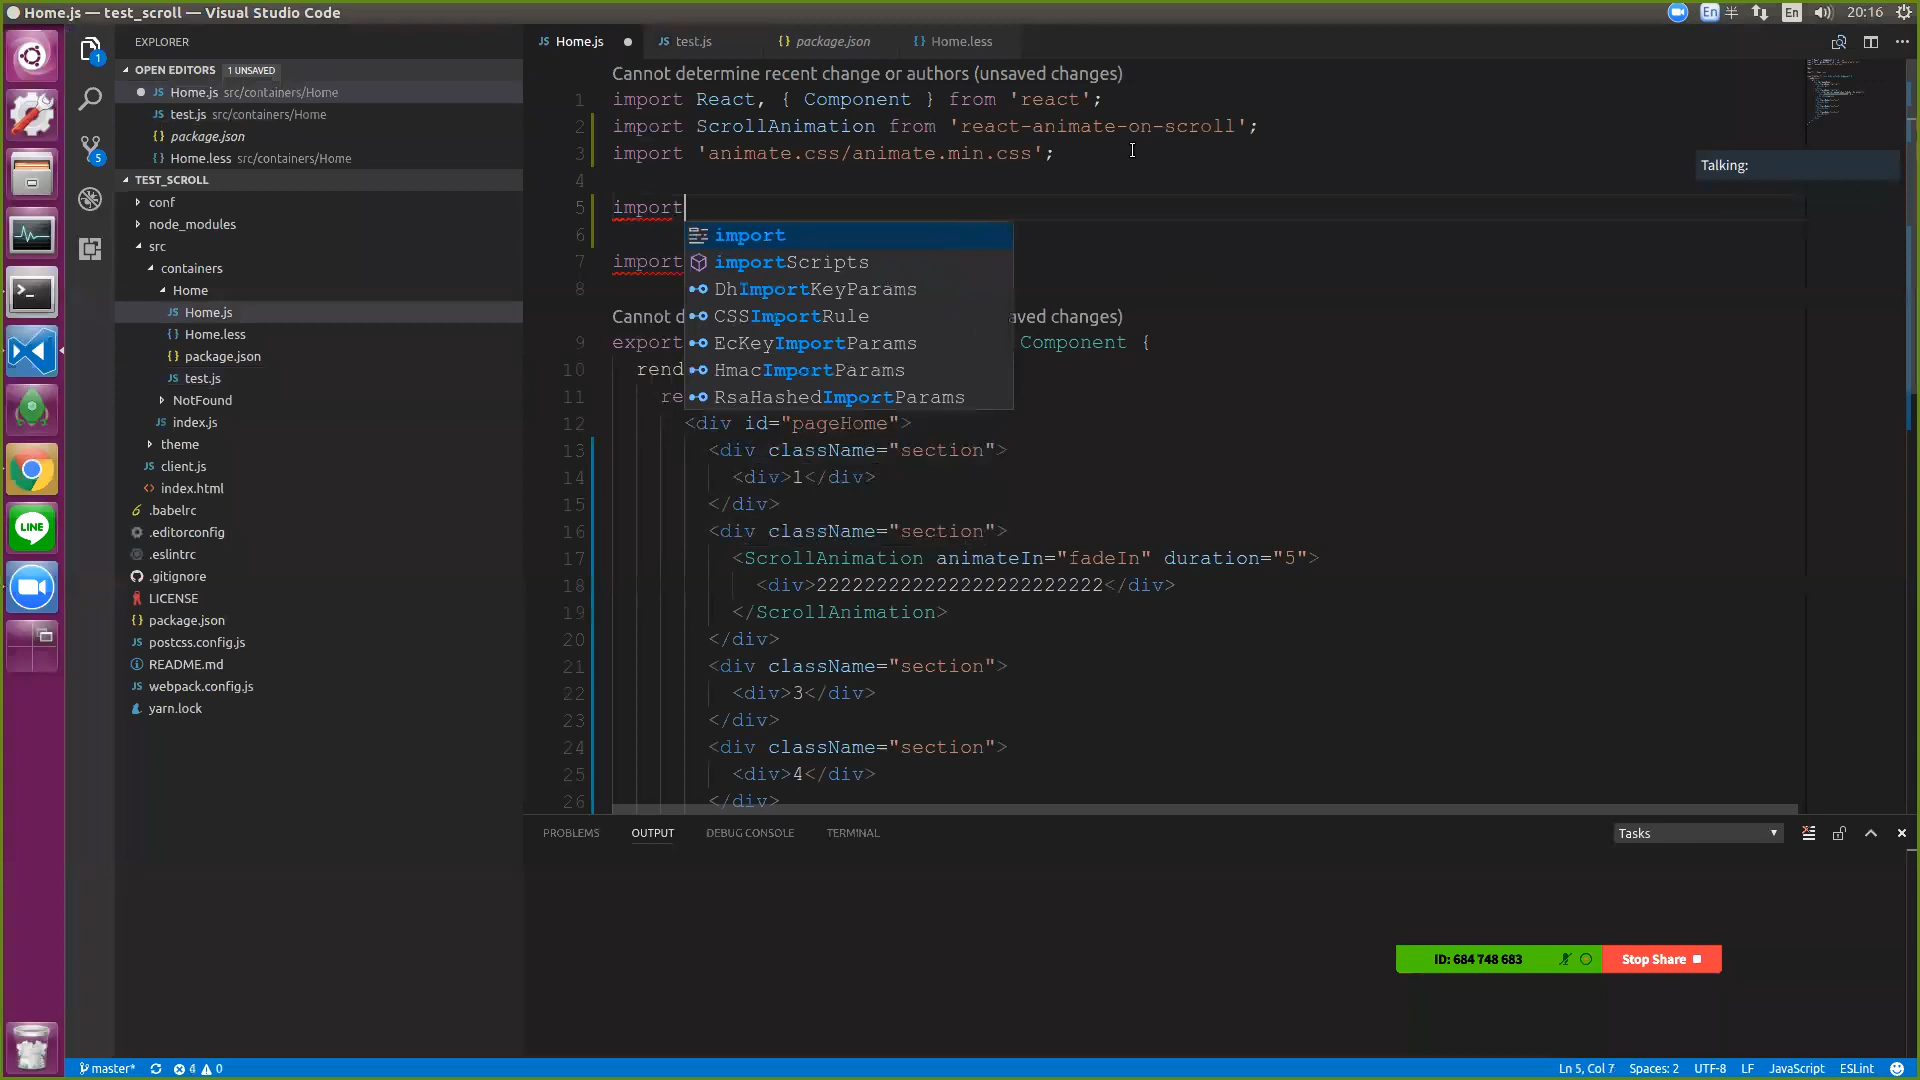 Home.js — test_scroll — Visual Studio Code
En
半
En
20:16
EXPLORER
OPEN EDITORS 1 UNSAVED
Home.js src/containers/Home
test.js src/containers/Home
package.json
Home.less src/containers/Home
TEST_SCROLL
conf
node_modules
src
containers
Home
Home.js
Home.less
package.json
test.js
NotFound
index.js
theme
client.js
index.html
.babelrc
.editorconfig
.eslintrc
.gitignore
LICENSE
package.json
postcss.config.js
README.md
webpack.config.js
yarn.lock
1
5
LINE
JS Home.js
JS test.js
{} package.json
{} Home.less
Cannot determine recent change or authors (unsaved changes)
1 import React, { Component } from 'react';
2 import ScrollAnimation from 'react-animate-on-scroll';
3 import 'animate.css/animate.min.css';
4
5 import
6
7 import
8
import
importScripts
DhImportKeyParams
CSSImportRule
EcKeyImportParams
HmacImportParams
RsaHashedImportParams
Cannot d aved changes)
9 export Component {
10 rend
11 re
12 <div id="pageHome">
13 <div className="section">
14 <div>1</div>
15 </div>
16 <div className="section">
17 <ScrollAnimation animateIn="fadeIn" duration="5">
18 <div>222222222222222222222222</div>
19 </ScrollAnimation>
20 </div>
21 <div className="section">
22 <div>3</div>
23 </div>
24 <div className="section">
25 <div>4</div>
26 </div>
Talking:
PROBLEMS OUTPUT DEBUG CONSOLE TERMINAL
Tasks
ID: 684 748 683
Stop Share
master* 4 0
Ln 5, Col 7 Spaces: 2 UTF-8 LF JavaScript ESLint